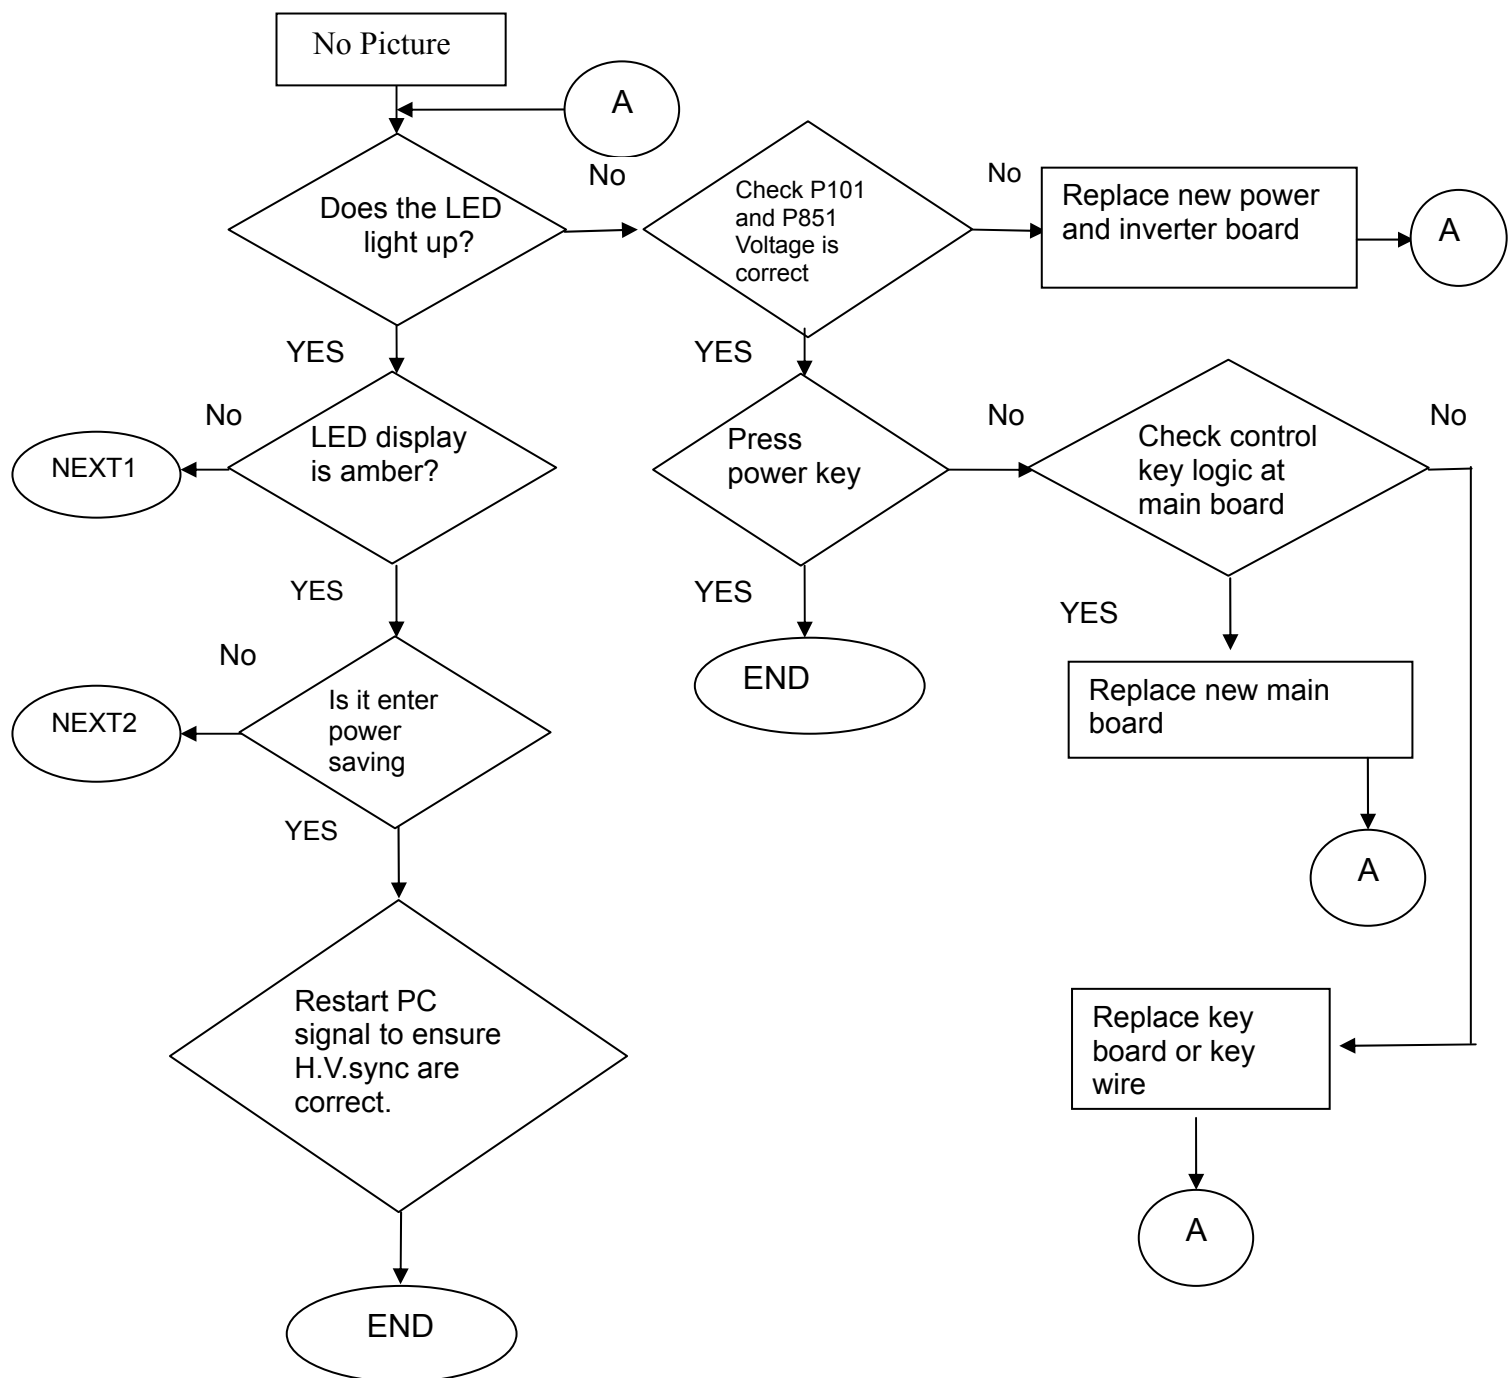 No Picture
A
No
Does the LED
light up?
Check P101
and P851
Voltage is
correct
No
Replace new power
and inverter board
A
YES
YES
No
LED display
is amber?
NEXT1
Press
power key
No
Check control
key logic at
main board
No
YES
YES
YES
No
Is it enter
power
saving
NEXT2
END
Replace new main
board
YES
A
Restart PC
signal to ensure
H.V.sync are
correct.
Replace key
board or key
wire
A
END